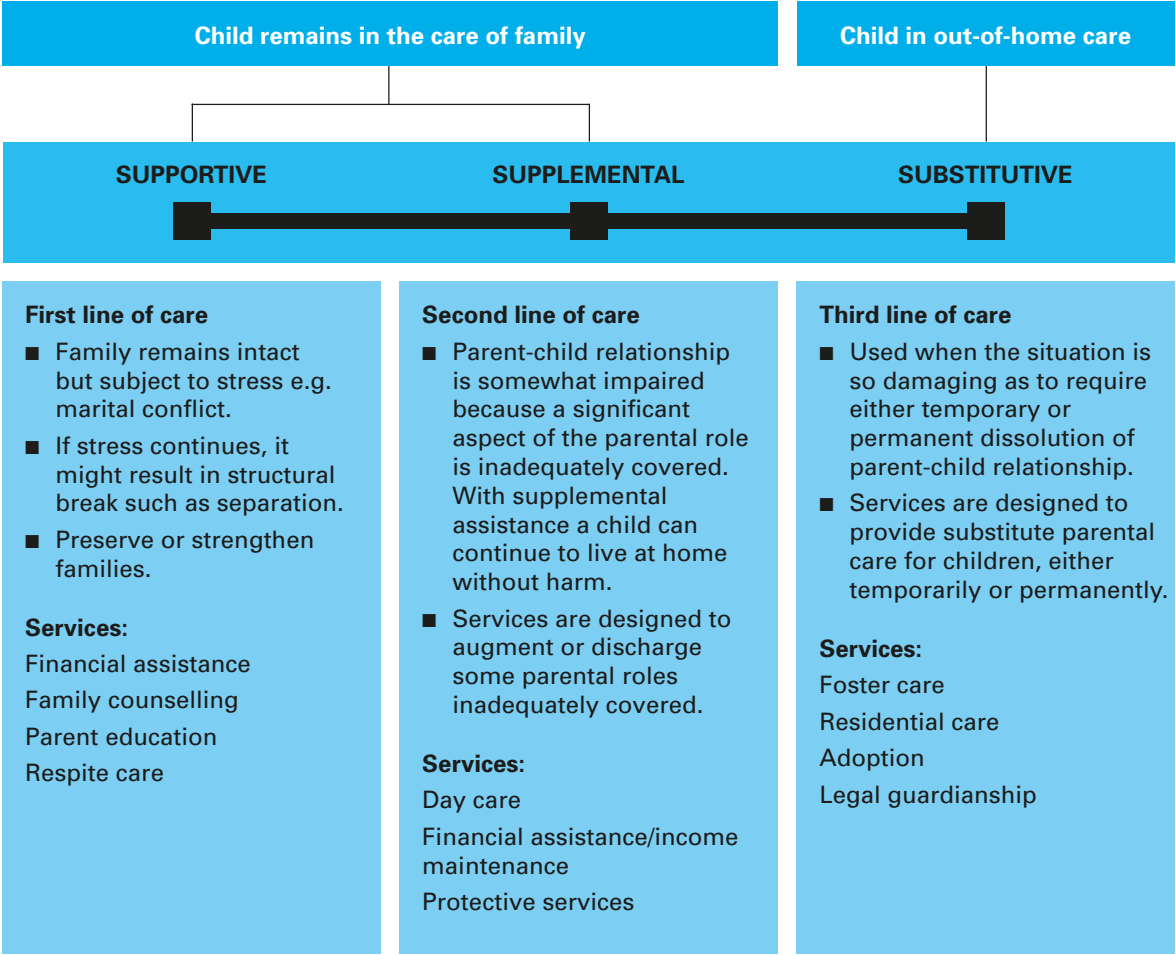 Child remains in the care of family
Child in out-of-home care
SUPPORTIVE
SUPPLEMENTAL
SUBSTITUTIVE
First line of care
■ Family remains intact
but subject to stress e.g.
marital conflict.
■ If stress continues, it
might result in structural
break such as separation.
■ Preserve or strengthen
families.
Services:
Financial assistance
Family counselling
Parent education
Respite care
Second line of care
■ Parent-child relationship
is somewhat impaired
because a significant
aspect of the parental role
is inadequately covered.
With supplemental
assistance a child can
continue to live at home
without harm.
■ Services are designed to
augment or discharge
some parental roles
inadequately covered.
Services:
Day care
Financial assistance/income
maintenance
Protective services
Third line of care
■ Used when the situation is
so damaging as to require
either temporary or
permanent dissolution of
parent-child relationship.
■ Services are designed to
provide substitute parental
care for children, either
temporarily or permanently.
Services:
Foster care
Residential care
Adoption
Legal guardianship